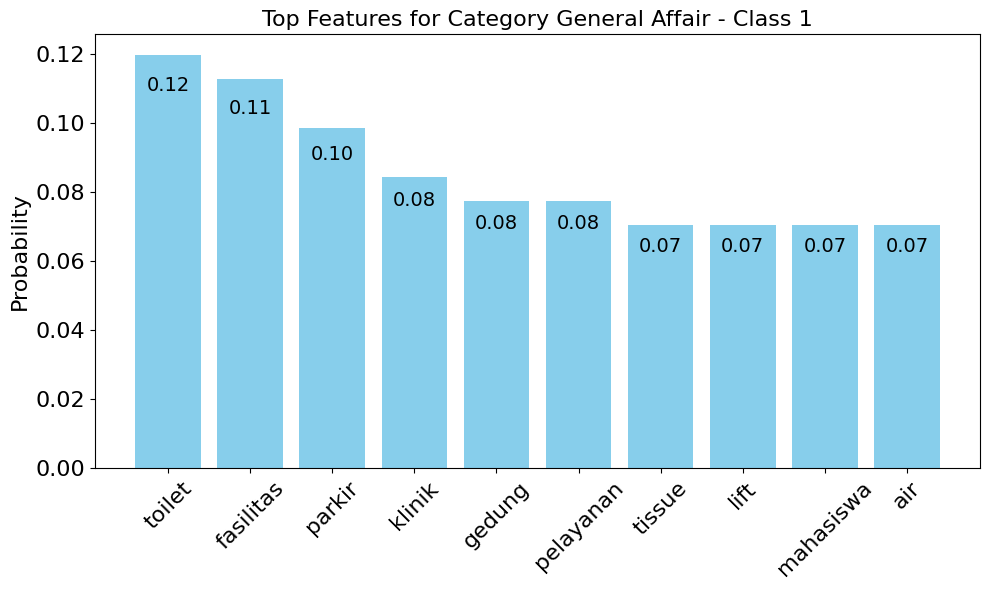 Top Features for Category General Affair - Class 1
Probability
0.12
0.10
0.08
0.06
0.04
0.02
0.00
0.12
0.11
0.10
0.08
0.08
0.08
0.07
0.07
0.07
0.07
toilet
fasilitas
parkir
klinik
gedung
pelayanan
tissue
lift
mahasiswa
air